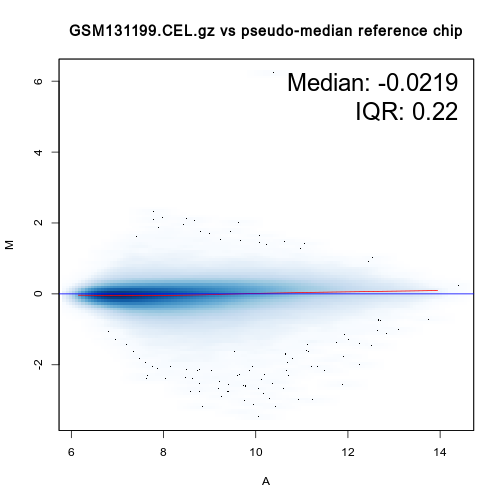 GSM131199.CEL.gz vs pseudo-median reference chip
Median: -0.0219
IQR: 0.22
6
4
2
0
-2
M
6 8 10 12 14
A